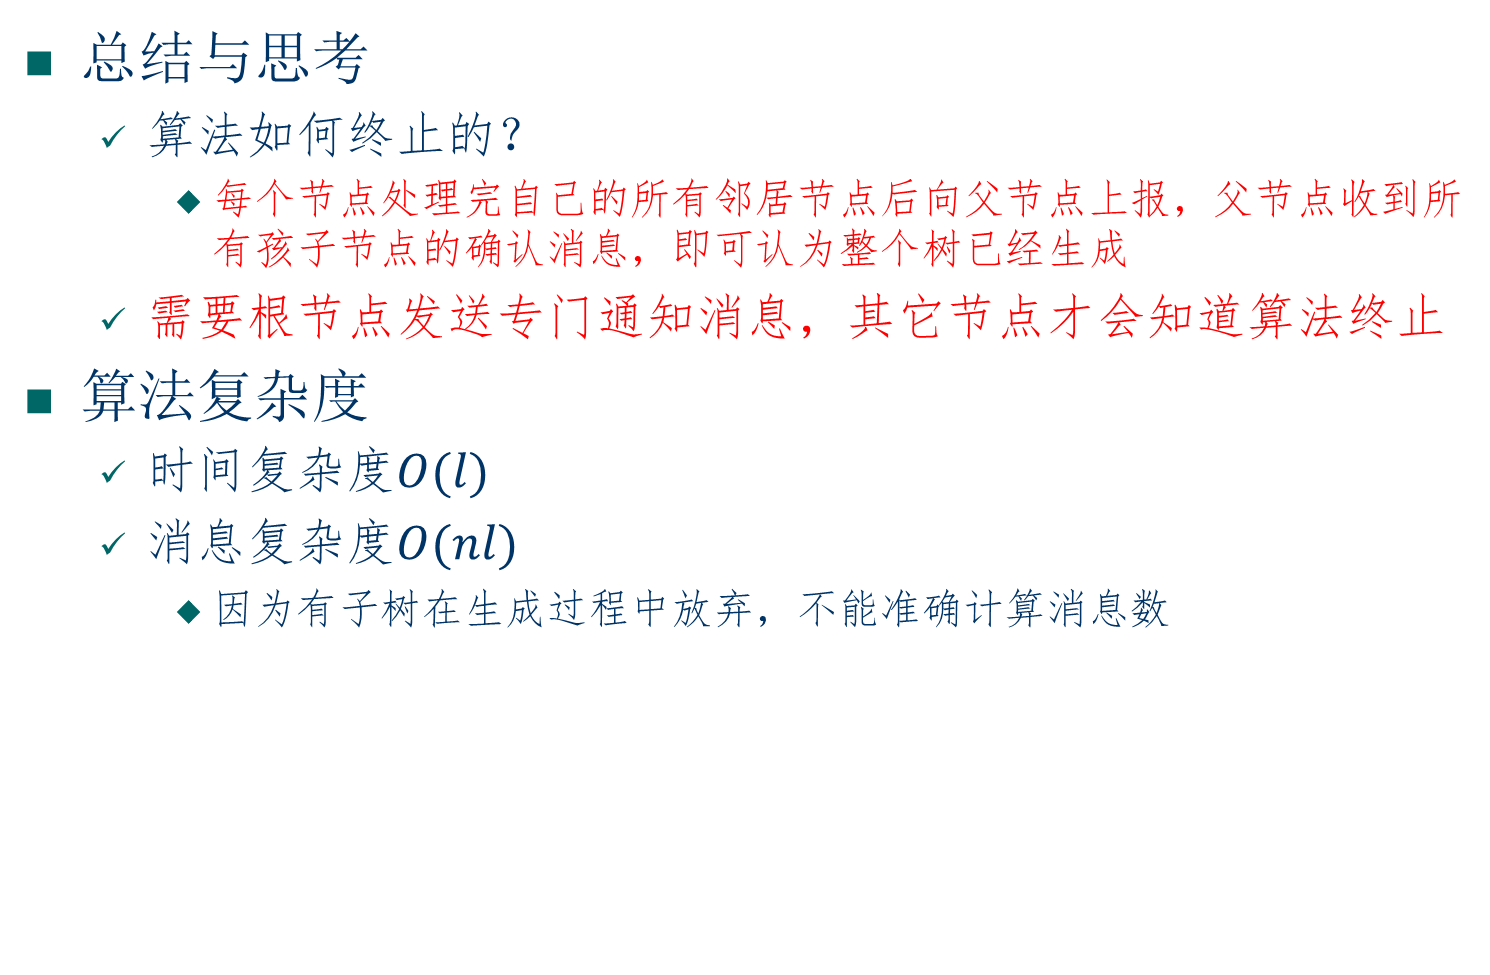 总结与思考
算法如何终止的？
每个节点处理完自己的所有邻居节点后向父节点上报，父节点收到所
有孩子节点的确认消息，即可认为整个树已经生成
需要根节点发送专门通知消息，其它节点才会知道算法终止
算法复杂度
时间复杂度O(l)
消息复杂度O(nl)
因为有子树在生成过程中放弃，不能准确计算消息数